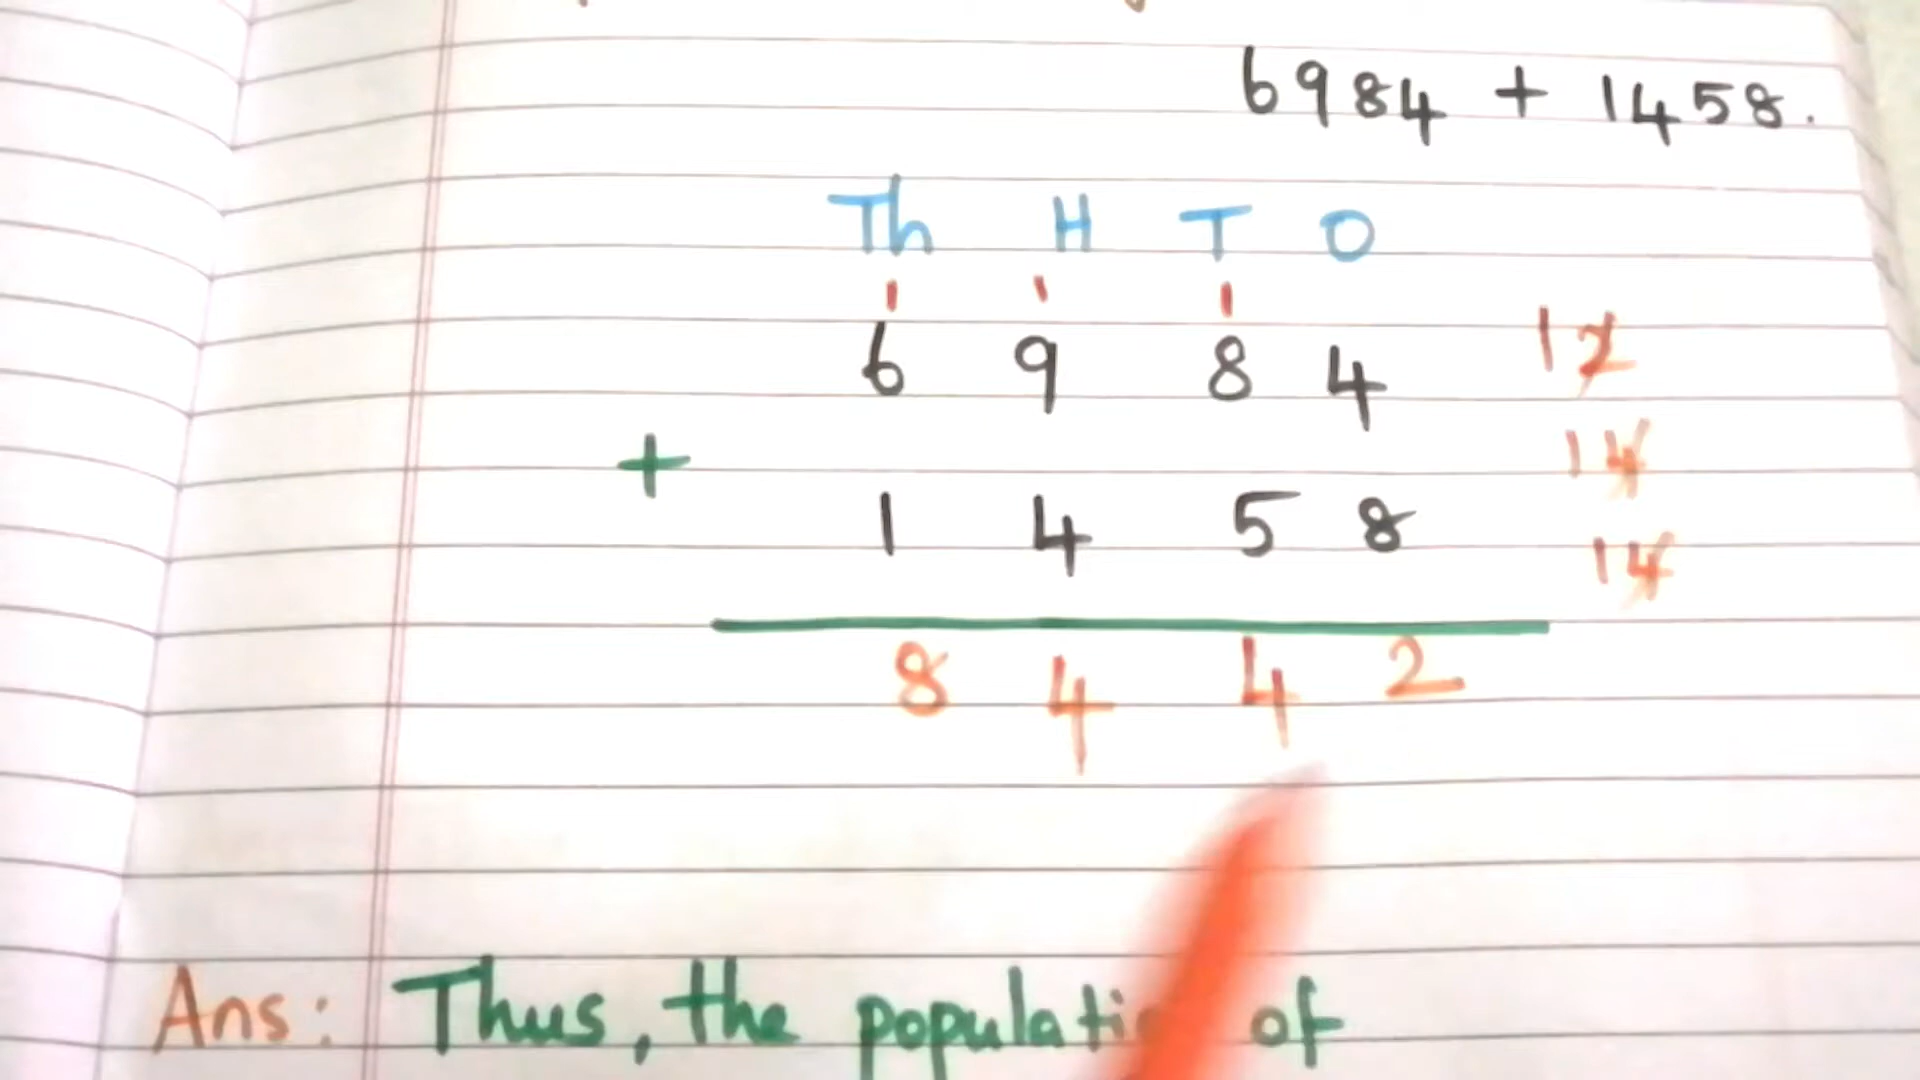 6984 + 1458.
Th H T O
1 1 1
6 9 8 4 12
+ 14
1 4 5 8 14
8 4 4 2
Ans: Thus, the of